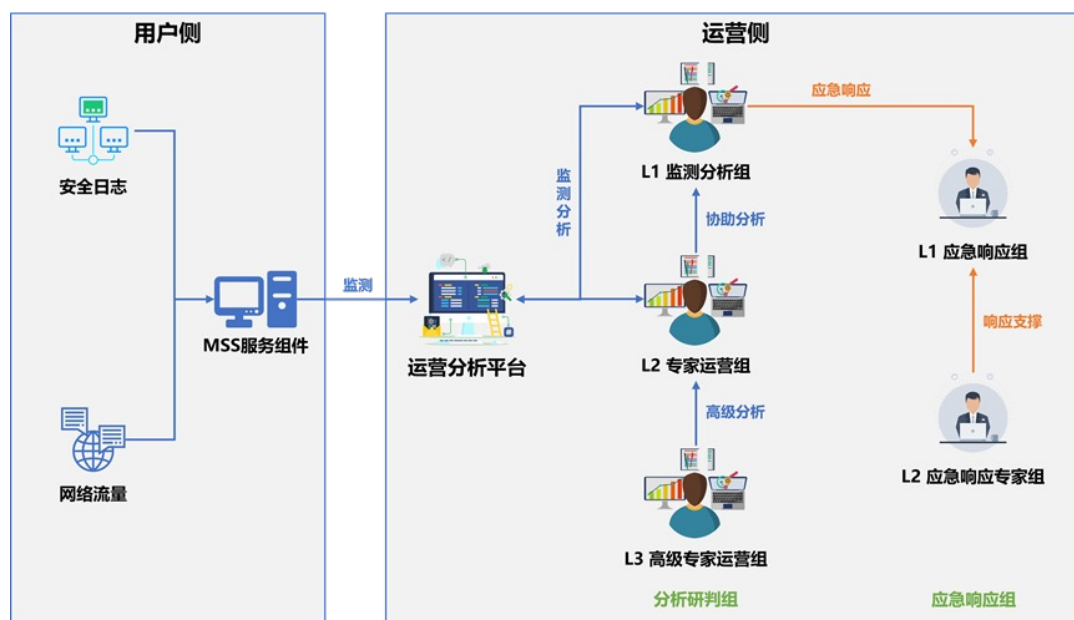 用户侧
安全日志
MSS服务组件
网络流量
监测
运营侧
运营分析平台
监测分析
L1 监测分析组
协助分析
L2 专家运营组
高级分析
L3 高级专家运营组
分析研判组
应急响应
L1 应急响应组
响应支撑
L2 应急响应专家组
应急响应组